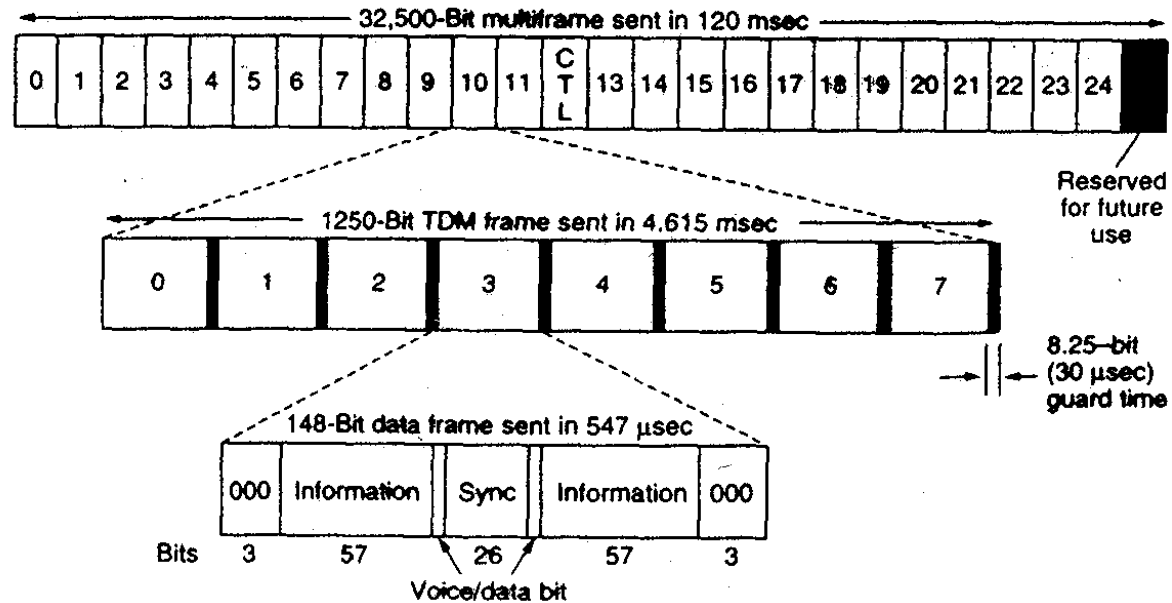 32,500-Bit multiframe sent in 120 msec
0 1 2 3 4 5 6 7 8 9 10 11 CTL 13 14 15 16 17 18 19 20 21 22 23 24
Reserved
for future
use
1250-Bit TDM frame sent in 4.615 msec
0 1 2 3 4 5 6 7
8.25-bit
(30 μsec)
guard time
148-Bit data frame sent in 547 μsec
000 Information Sync Information 000
Bits 3 57 26 57 3
Voice/data bit